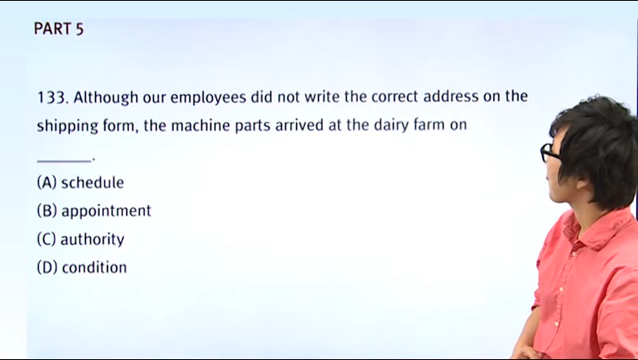 PART 5
133. Although our employees did not write the correct address on the
shipping form, the machine parts arrived at the dairy farm on
________.
(A) schedule
(B) appointment
(C) authority
(D) condition